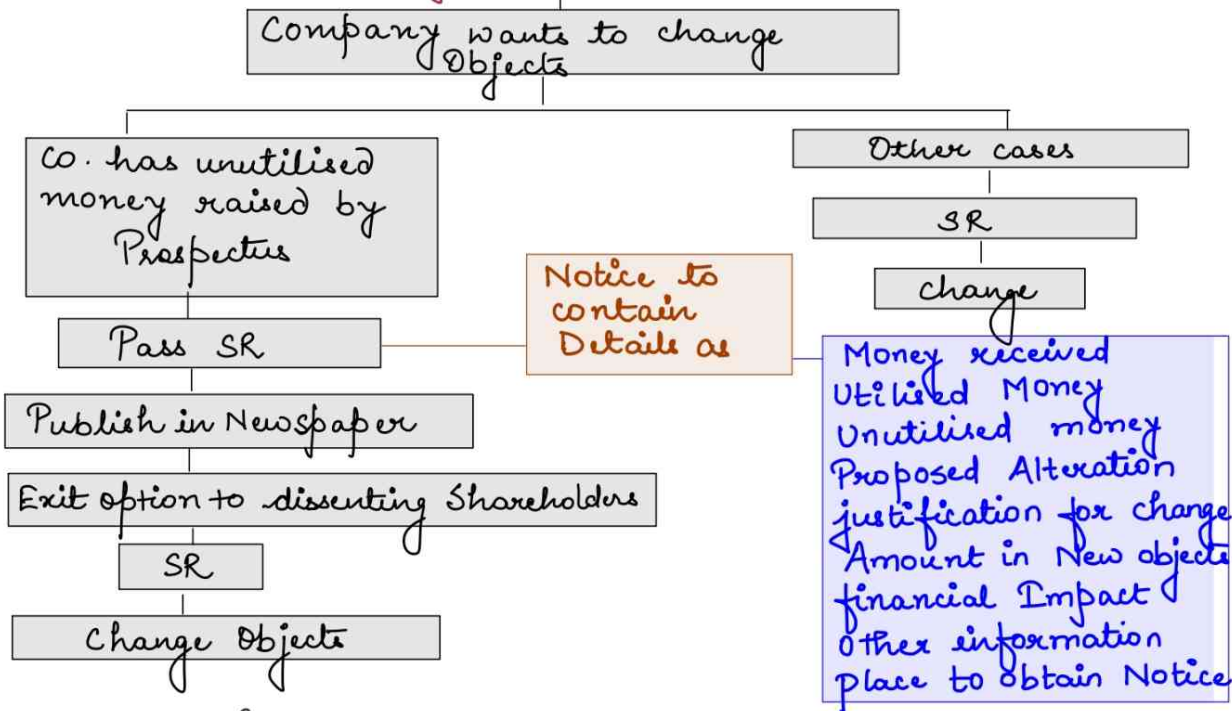 Company wants to change
Objects
Co. has unutilised
money raised by
Prospectus
Pass SR
Publish in Newspaper
Exit option to dissenting Shareholders
SR
Change Objects
Notice to
contain
Details as
Other cases
SR
change
Money received
Utilised Money
Unutilised money
Proposed Alteration
justification for change
Amount in New objects
financial Impact
Other information
place to obtain Notice